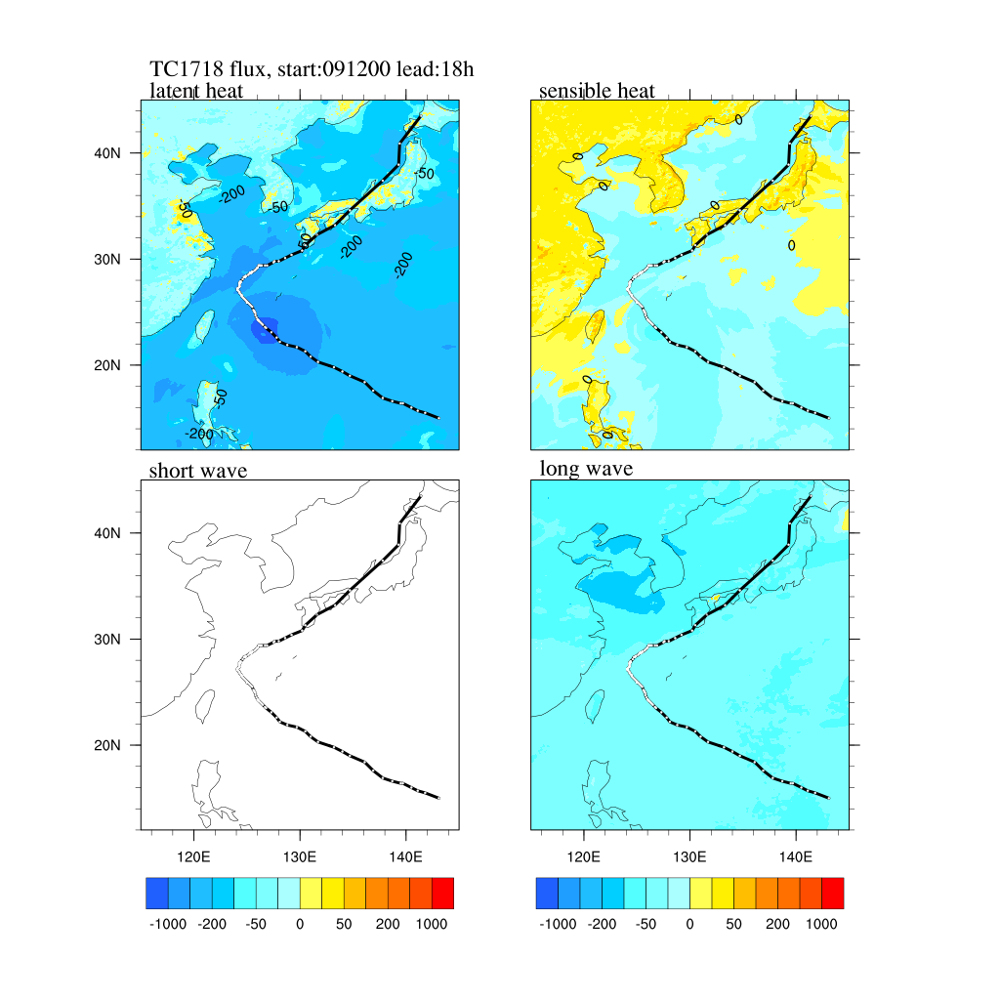 TC1718 flux, start:091200 lead:18h
latent heat
sensible heat
40N
30N
20N
-50
-200
-50
-50
-50
-200
-200
-50
-200
0
0
0
0
0
0
0
short wave
long wave
40N
30N
20N
120E 130E 140E
120E 130E 140E
-1000 -200 -50 0 50 200 1000
-1000 -200 -50 0 50 200 1000